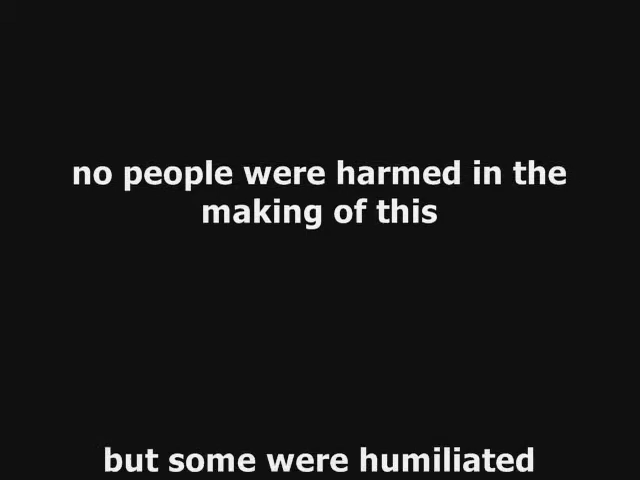 no people were harmed in the
making of this
but some were humiliated